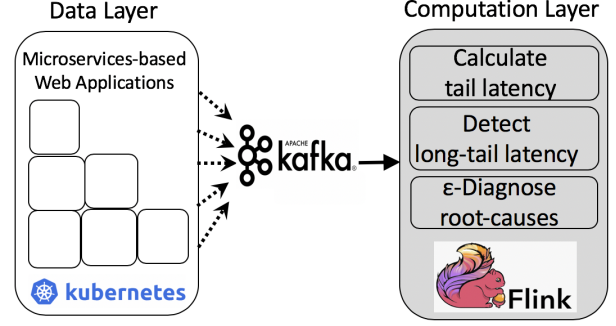 Data Layer
Microservices-based
Web Applications
kubernetes
APACHE
kafka®
Computation Layer
Calculate
tail latency
Detect
long-tail latency
ε-Diagnose
root-causes
Flink